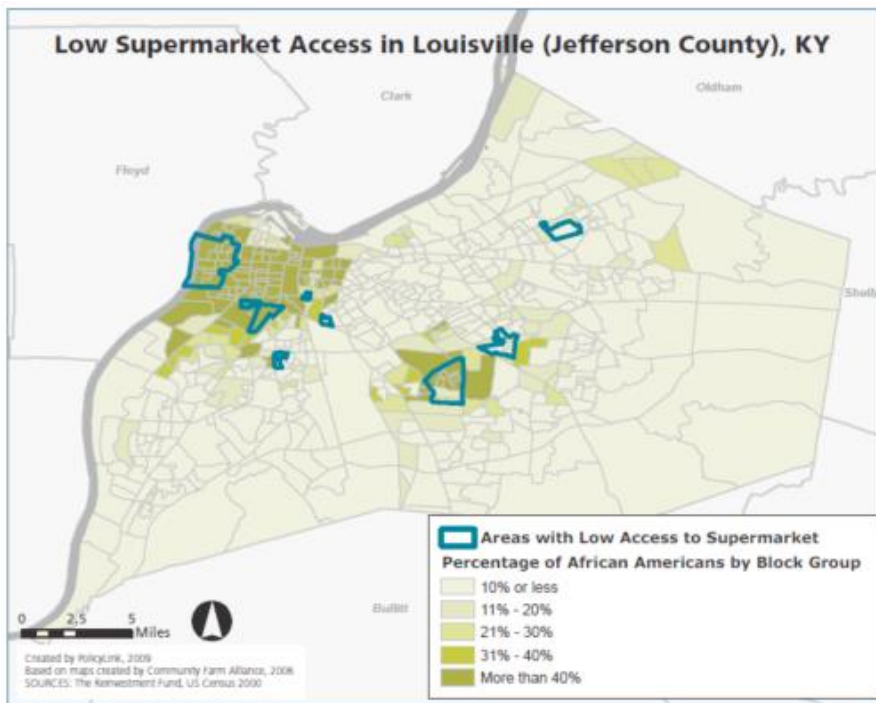 Low Supermarket Access in Louisville (Jefferson County), KY
Clark
Oldham
Floyd
Bullitt
Areas with Low Access to Supermarket
Percentage of African Americans by Block Group
10% or less
11% - 20%
21% - 30%
31% - 40%
More than 40%
0 2.5 5
Miles
Created by PolicyLink, 2009
Based on maps created by Community Farm Alliance,
SOURCES: The Reinvestment Fund, US Census 2000